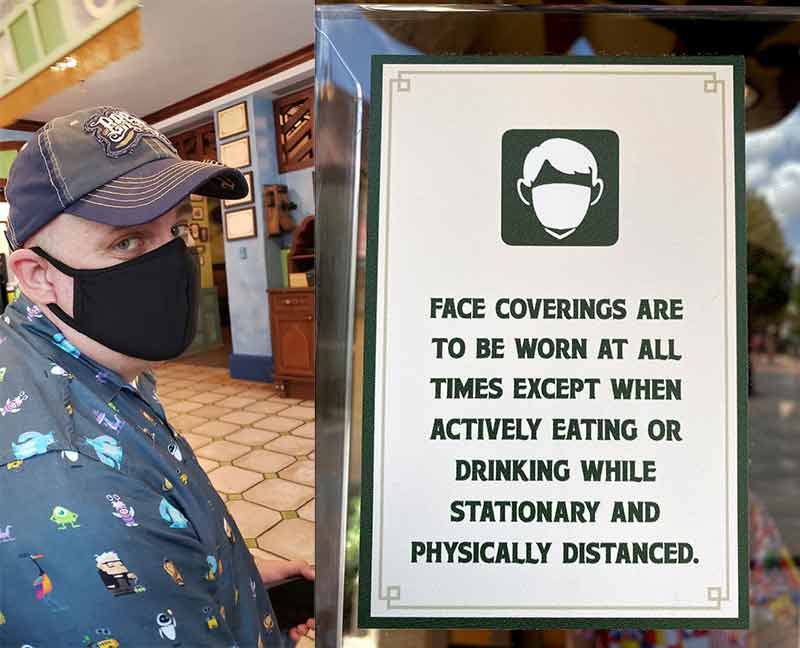 FACE COVERINGS ARE
TO BE WORN AT ALL
TIMES EXCEPT WHEN
ACTIVELY EATING OR
DRINKING WHILE
STATIONARY AND
PHYSICALLY DISTANCED.